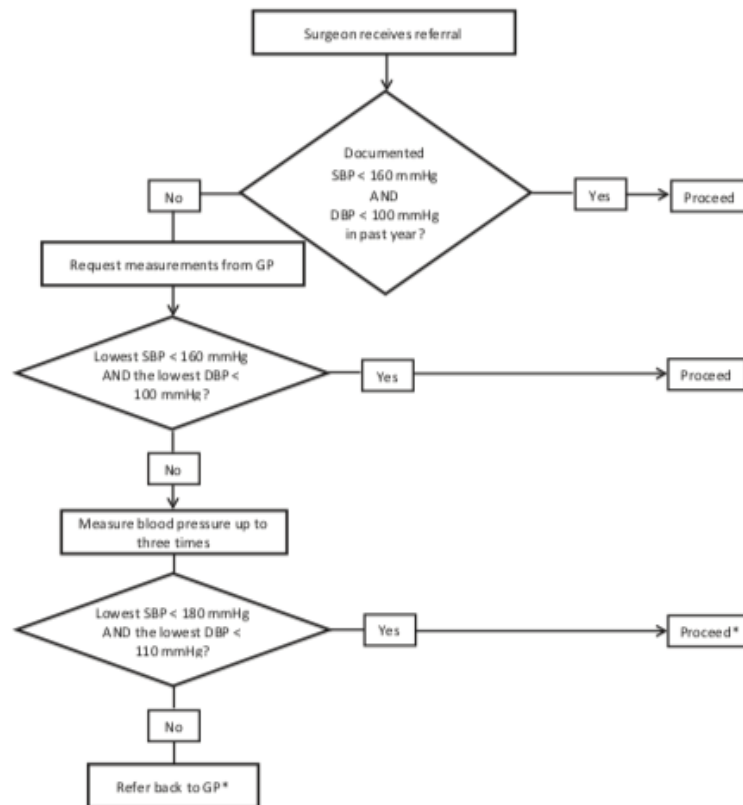 Surgeon receives referral
Documented
SBP < 160 mmHg
AND
DBP < 100 mmHg
in past year?
No
Yes
Proceed
Request measurements from GP
Lowest SBP < 160 mmHg
AND the lowest DBP <
100 mmHg?
Yes
Proceed
No
Measure blood pressure up to
three times
Lowest SBP < 180 mmHg
AND the lowest DBP <
110 mmHg?
Yes
Proceed*
No
Refer back to GP*